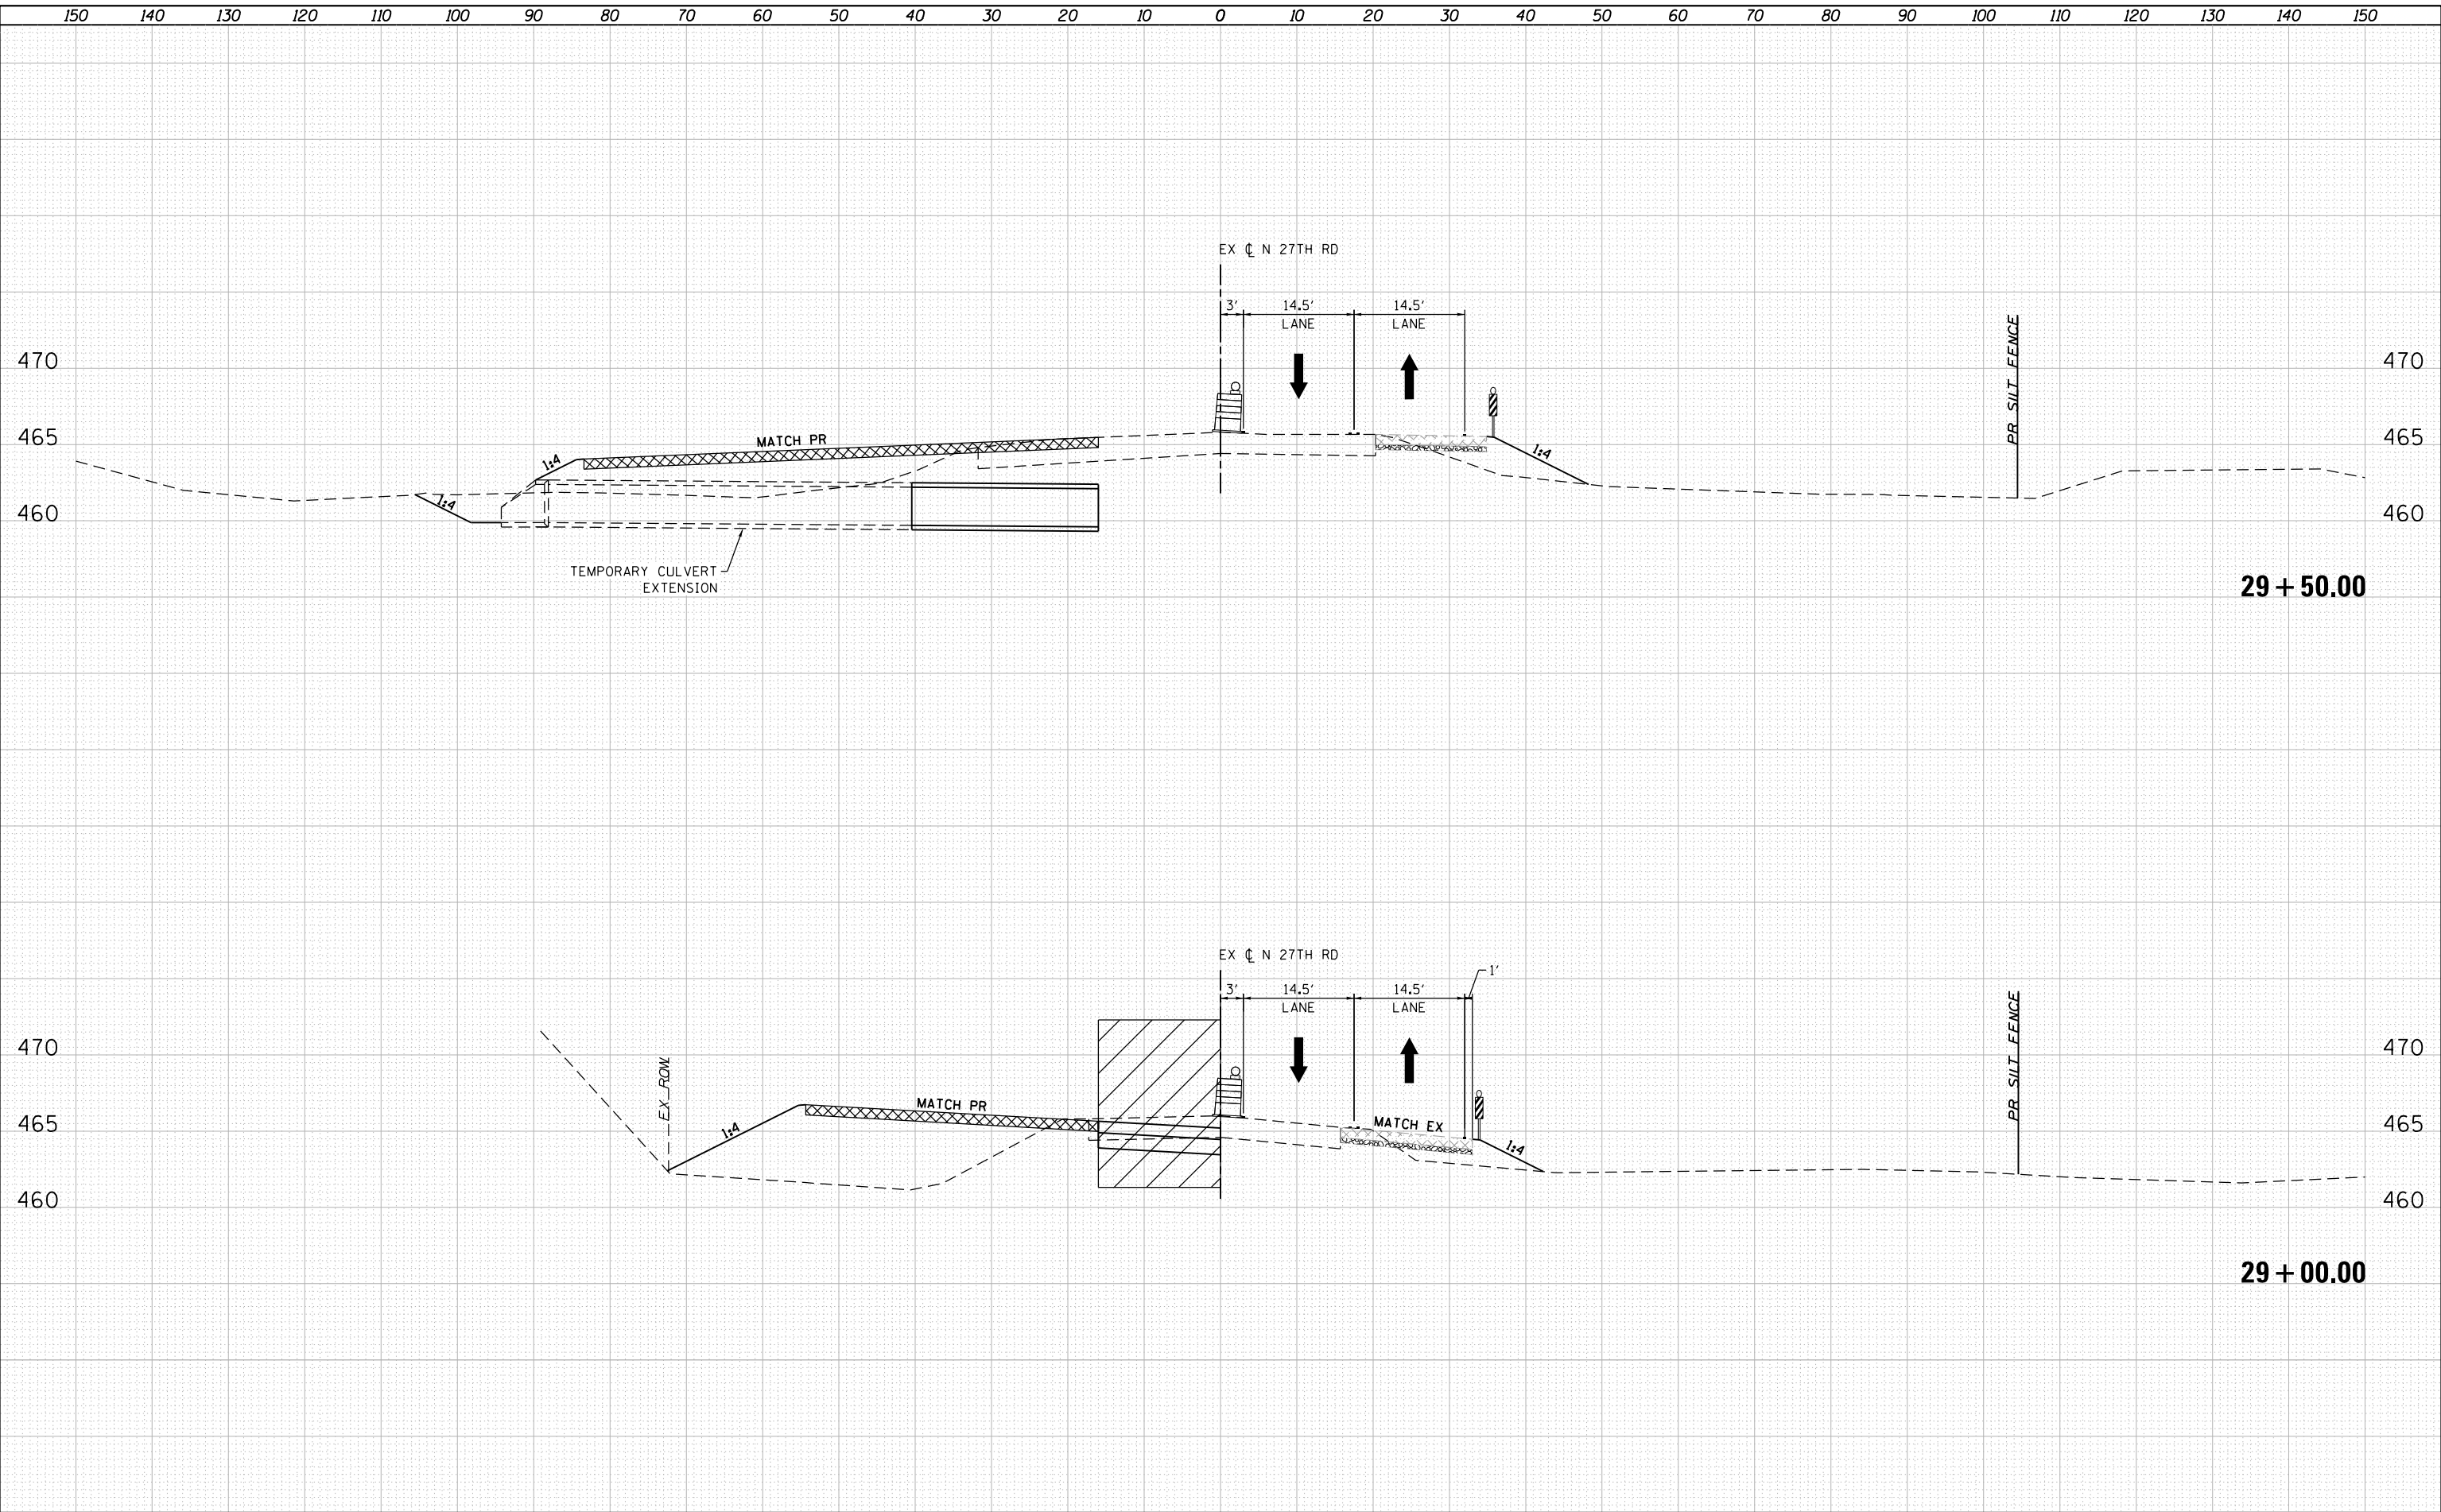 150 140 130 120 110 100 90 80 70 60 50 40 30 20 10 0 10 20 30 40 50 60 70 80 90 100 110 120 130 140 150
EX ℄ N 27TH RD
3' 14.5' 14.5'
LANE LANE
PR SILT FENCE
470 470
465 MATCH PR 465
1:4 1:4
1:4
460 460
TEMPORARY CULVERT
EXTENSION
29+50.00
EX ℄ N 27TH RD
1'
3' 14.5' 14.5'
LANE LANE
PR SILT FENCE
470 470
EX ROW
MATCH PR
465 465
1:4 MATCH EX 1:4
460 460
29+00.00